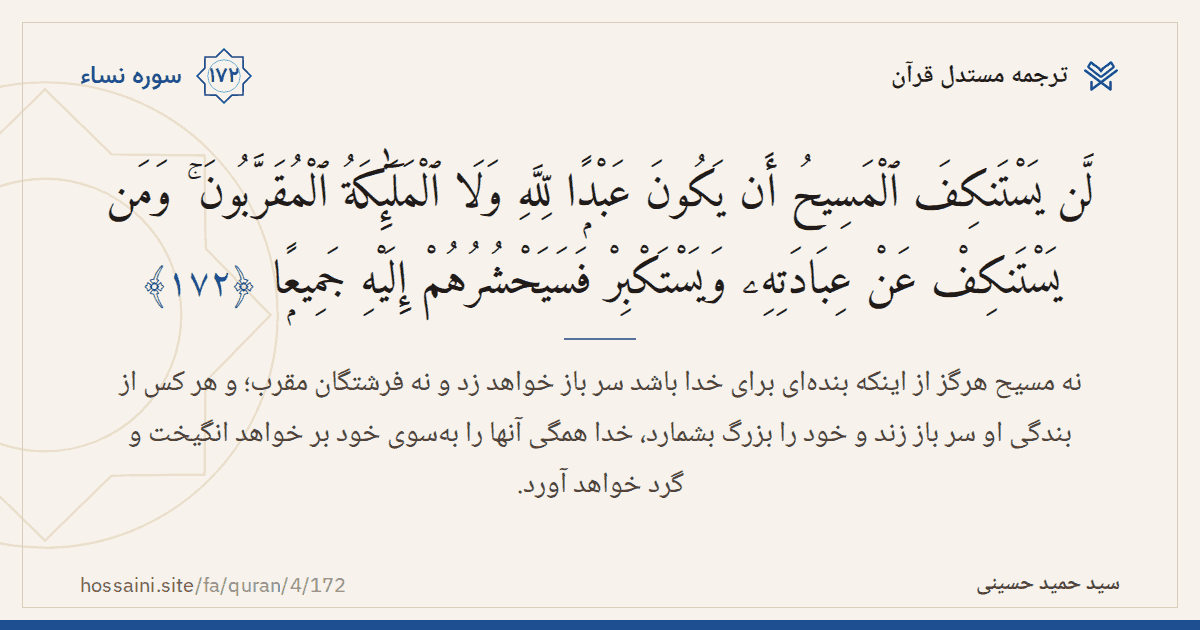 ترجمه مستدل قرآن
۱۷۲ سوره نساء
لَّن يَسْتَنكِفَ ٱلْمَسِيحُ أَن يَكُونَ عَبْدًۭا لِّلَّهِ وَلَا ٱلْمَلَـٰٓئِكَةُ ٱلْمُقَرَّبُونَ ۚ وَمَن
يَسْتَنكِفْ عَنْ عِبَادَتِهِۦ وَيَسْتَكْبِرْ فَسَيَحْشُرُهُمْ إِلَيْهِ جَمِيعًۭا ﴿۱۷۲﴾
نه مسیح هرگز از اینکه بنده‌ای برای خدا باشد سر باز خواهد زد و نه فرشتگان مقرب؛ و هر کس از
بندگی او سر باز زند و خود را بزرگ بشمارد، خدا همگی آنها را به‌سوی خود بر خواهد انگیخت و
گرد خواهد آورد.
سید حمید حسینی
hossaini.site/fa/quran/4/172